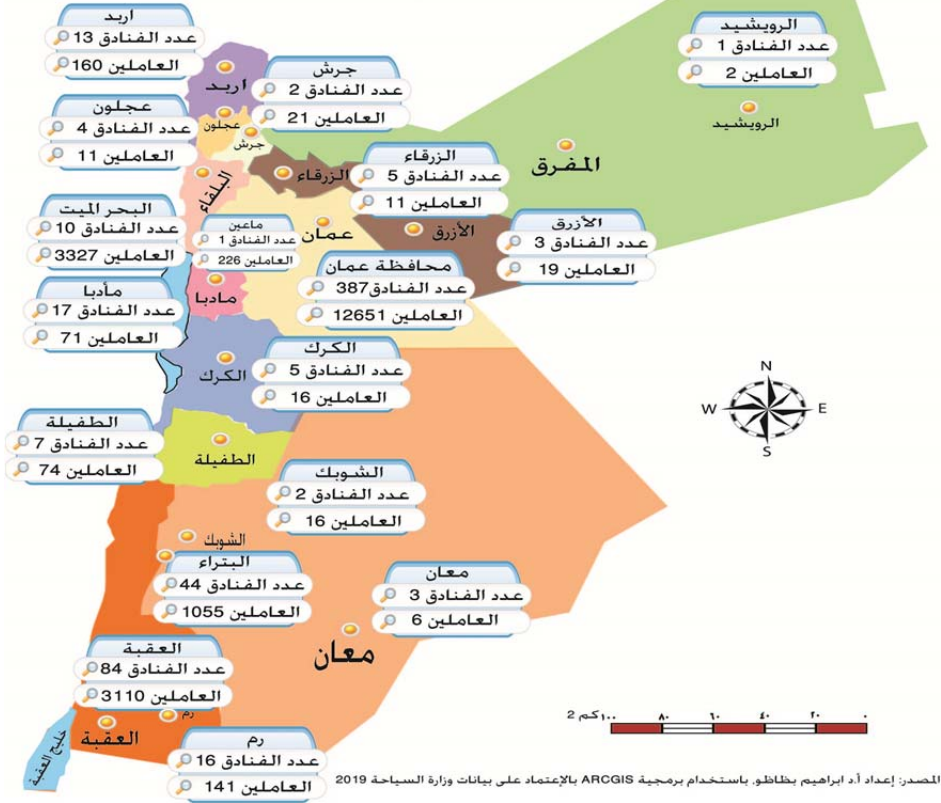 اربد
عدد الفنادق 13
العاملين 160
الرويشيد
عدد الفنادق 1
العاملين 2
الرويشيد
المفرق
اربد
جرش
عدد الفنادق 2
العاملين 21
عجلون
عدد الفنادق 4
العاملين 11
عجلون
جرش
الزرقاء
عدد الفنادق 5
العاملين 11
الزرقاء
البلقاء
البحر الميت
عدد الفنادق 10
العاملين 3327
ماعين
عدد الفنادق 1
العاملين 226
عمان
الأزرق
الأزرق
عدد الفنادق 3
العاملين 19
محافظة عمان
عدد الفنادق387
العاملين 12651
مأدبا
عدد الفنادق 17
العاملين 71
مادبا
الكرك
عدد الفنادق 5
العاملين 16
الكرك
N
W
E
S
الطفيلة
عدد الفنادق 7
العاملين 74
الطفيلة
الشوبك
عدد الفنادق 2
العاملين 16
الشوبك
البتراء
عدد الفنادق 44
العاملين 1055
معان
عدد الفنادق 3
العاملين 6
معان
العقبة
عدد الفنادق 84
العاملين 3110
رم
العقبة
خليج العقبة
رم
عدد الفنادق 16
العاملين 141
٠ ٢٠ ٤٠ ٦٠ ٨٠ ١٠٠كم 2
المصدر: إعداد أ.د ابراهيم بظاظو. باستخدام برمجية ARCGIS بالإعتماد على بيانات وزارة السياحة 2019